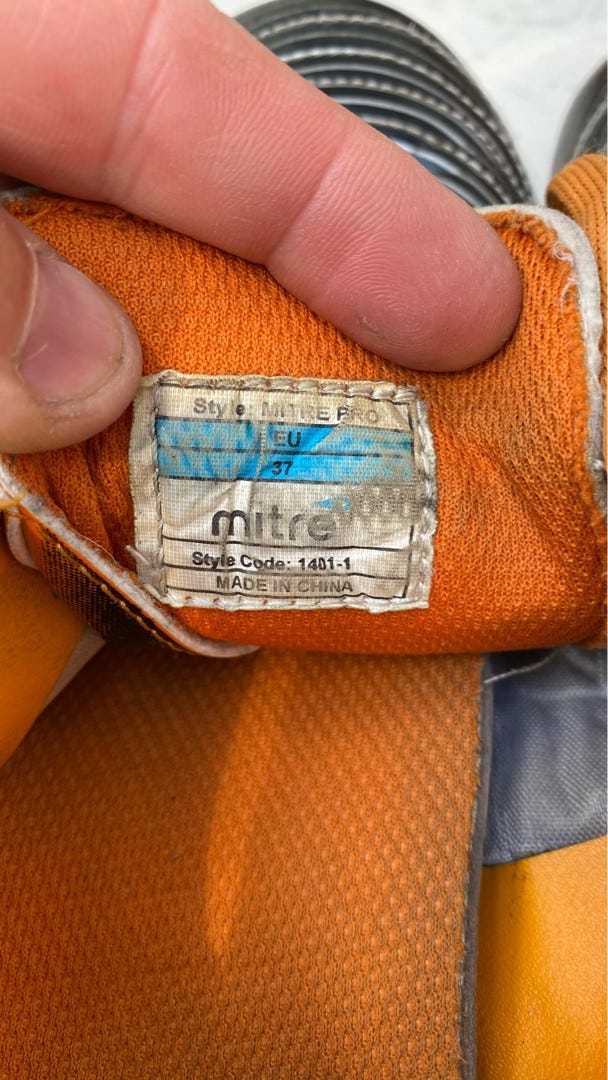 Style: MITRE PRO
EU
37
mitre
Style Code: 1401-1
MADE IN CHINA